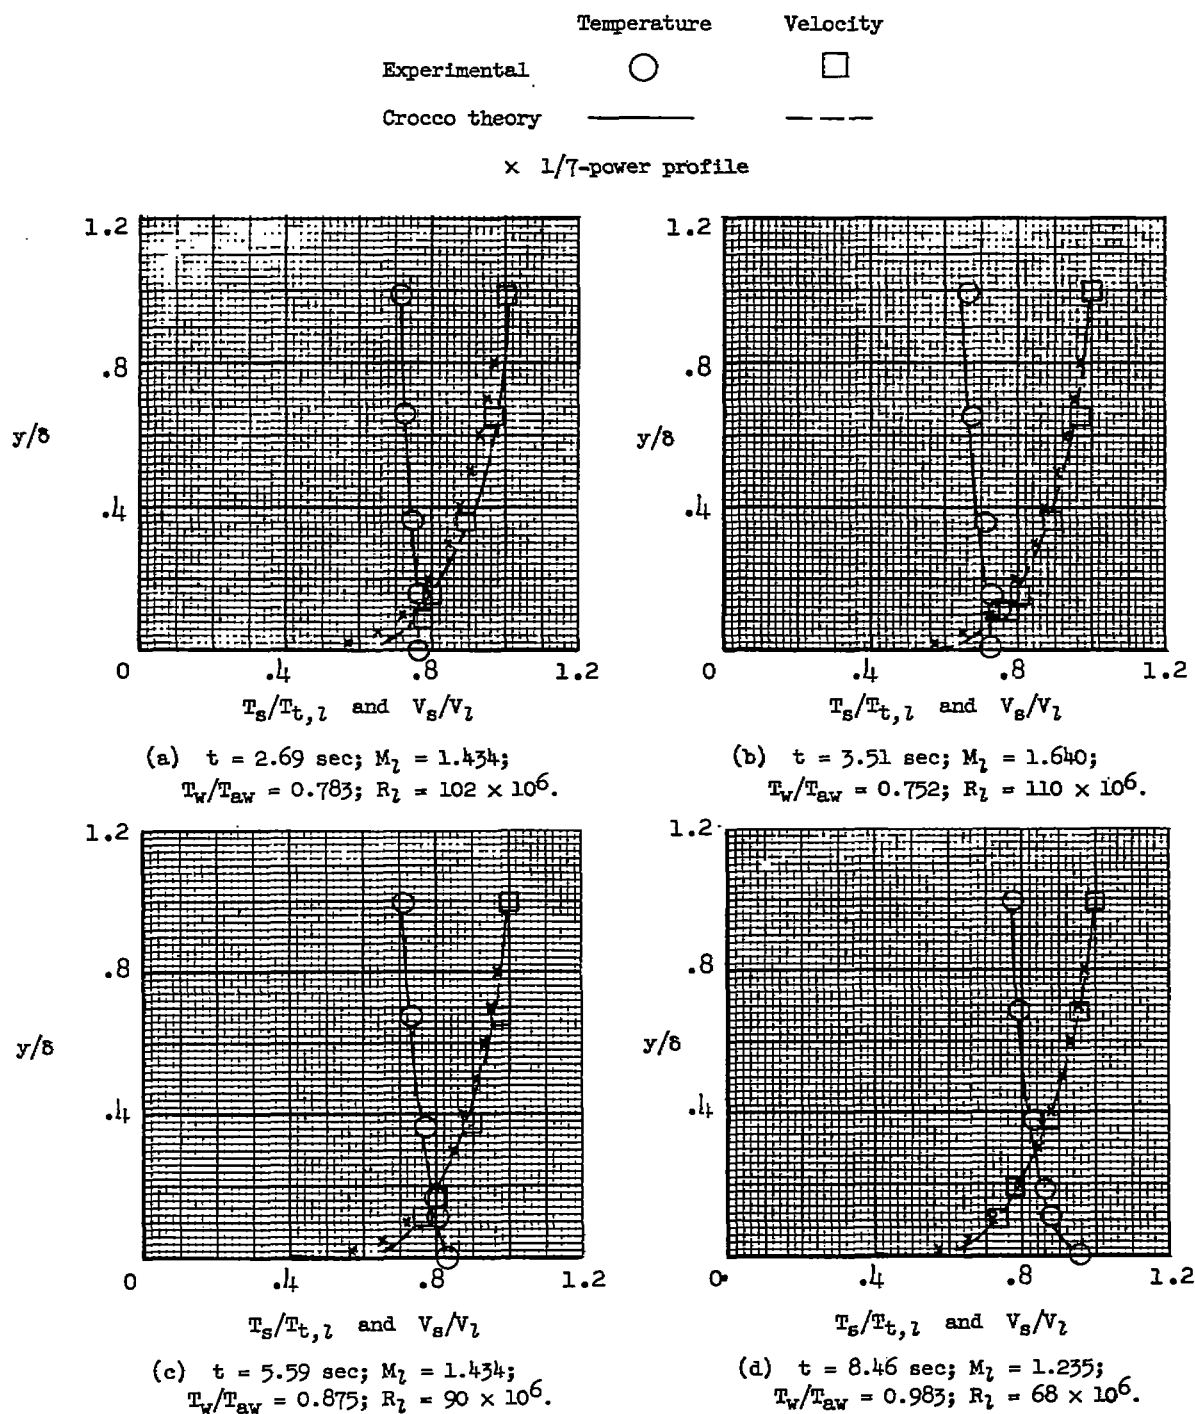 Temperature Velocity
Experimental
Crocco theory
× 1/7-power profile
1.2
.8
y/δ
.4
0 .4 .8 1.2
T_s/T_t,l and V_s/V_l
(a) t = 2.69 sec; M_l = 1.434;
T_w/T_aw = 0.783; R_l = 102 × 10^6.
1.2
.8
y/δ
.4
0 .4 .8 1.2
T_s/T_t,l and V_s/V_l
(b) t = 3.51 sec; M_l = 1.640;
T_w/T_aw = 0.752; R_l = 110 × 10^6.
1.2
.8
y/δ
.4
0 .4 .8 1.2
T_s/T_t,l and V_s/V_l
(c) t = 5.59 sec; M_l = 1.434;
T_w/T_aw = 0.875; R_l = 90 × 10^6.
1.2
.8
y/δ
.4
0 .4 .8 1.2
T_s/T_t,l and V_s/V_l
(d) t = 8.46 sec; M_l = 1.235;
T_w/T_aw = 0.983; R_l = 68 × 10^6.